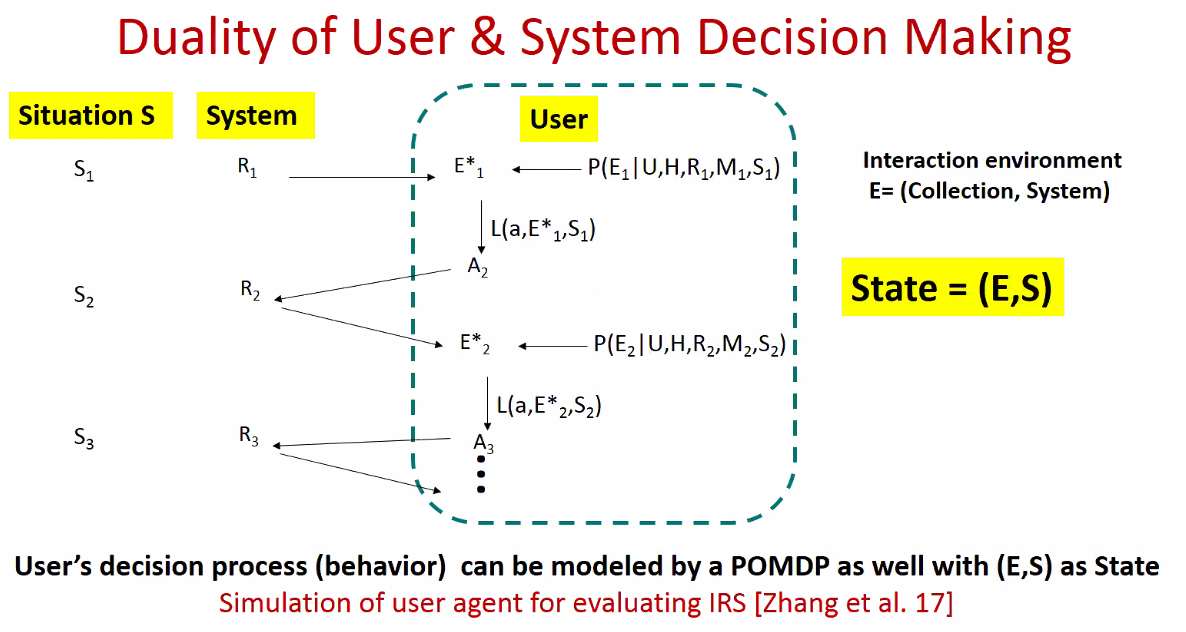 Duality of User & System Decision Making
Situation S
System
User
S₁
R₁
E*₁
P(E₁|U,H,R₁,M₁,S₁)
Interaction environment
E= (Collection, System)
L(a,E*₁,S₁)
A₂
S₂
R₂
State = (E,S)
E*₂
P(E₂|U,H,R₂,M₂,S₂)
L(a,E*₂,S₂)
S₃
R₃
A₃
User’s decision process (behavior) can be modeled by a POMDP as well with (E,S) as State
Simulation of user agent for evaluating IRS [Zhang et al. 17]